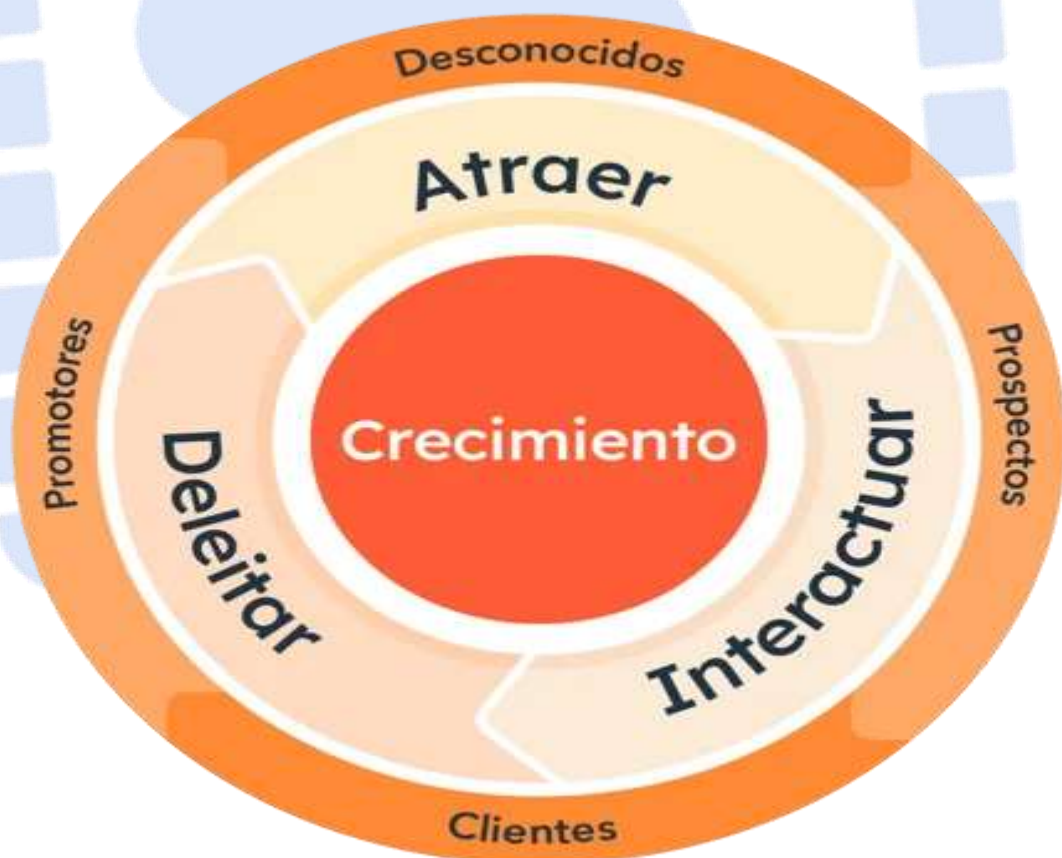 Desconocidos
Atraer
Promotores
Prospectos
Crecimiento
Deleitar
Interactuar
Clientes